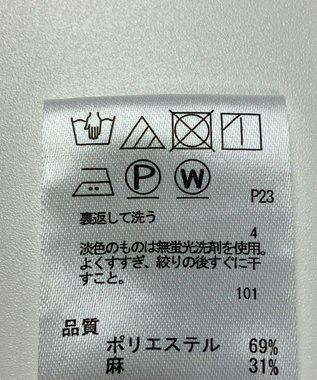 P W P23
裏返して洗う
4
淡色のものは無蛍光洗剤を使用。
よくすすぎ、絞りの後すぐに干
すこと。
101
品質
ポリエステル 69%
麻 31%